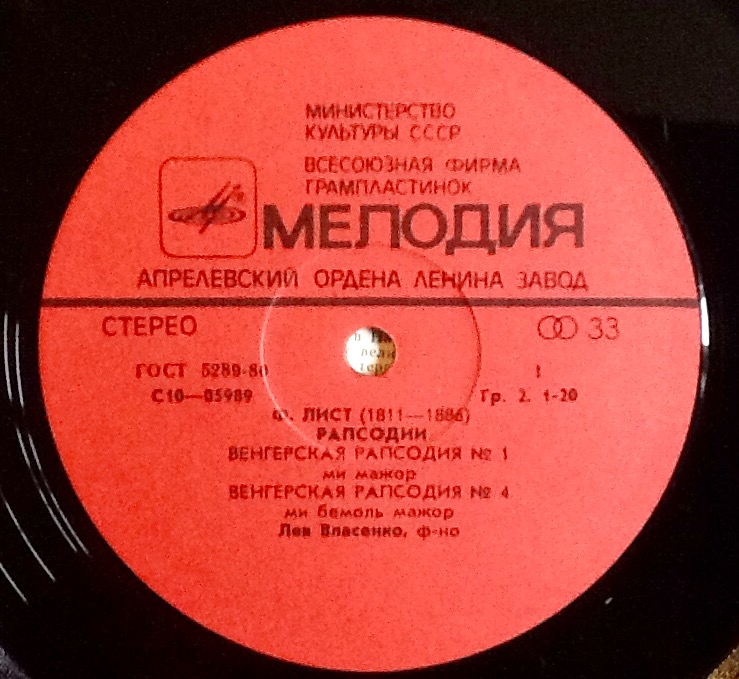 МИНИСТЕРСТВО
КУЛЬТУРЫ СССР
ВСЕСОЮЗНАЯ ФИРМА
ГРАМПЛАСТИНОК
МЕЛОДИЯ
АПРЕЛЕВСКИЙ ОРДЕНА ЛЕНИНА ЗАВОД
СТЕРЕО 33
ГОСТ 5289-80 1
С10—05989 Гр. 2. 1-20
Ф. ЛИСТ (1811—1886)
РАПСОДИИ
ВЕНГЕРСКАЯ РАПСОДИЯ № 1
ми мажор
ВЕНГЕРСКАЯ РАПСОДИЯ № 4
ми бемоль мажор
Лев Власенко, ф-но